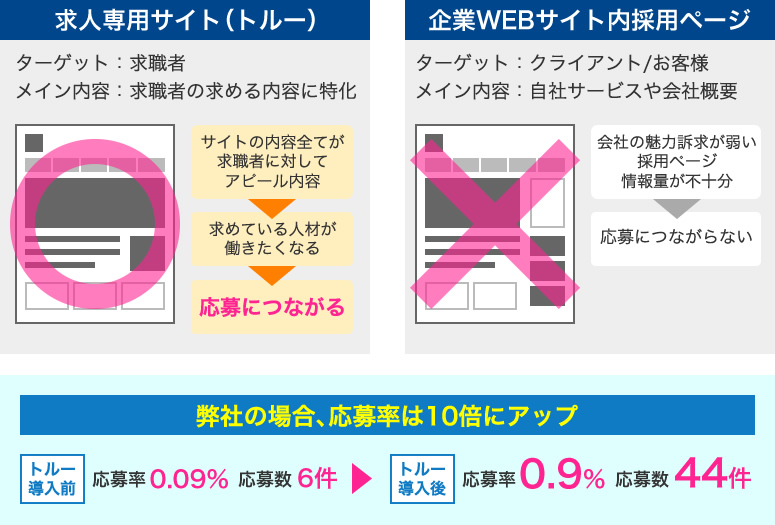 求人専用サイト（トルー）
ターゲット：求職者
メイン内容：求職者の求める内容に特化
サイトの内容全てが
求職者に対して
アピール内容
求めている人材が
働きたくなる
応募につながる
企業WEBサイト内採用ページ
ターゲット：クライアント/お客様
メイン内容：自社サービスや会社概要
会社の魅力訴求が弱い
採用ページ
情報量が不十分
応募につながらない
弊社の場合、応募率は10倍にアップ
トルー
導入前
応募率 0.09% 応募数 6件
トルー
導入後
応募率 0.9% 応募数 44件